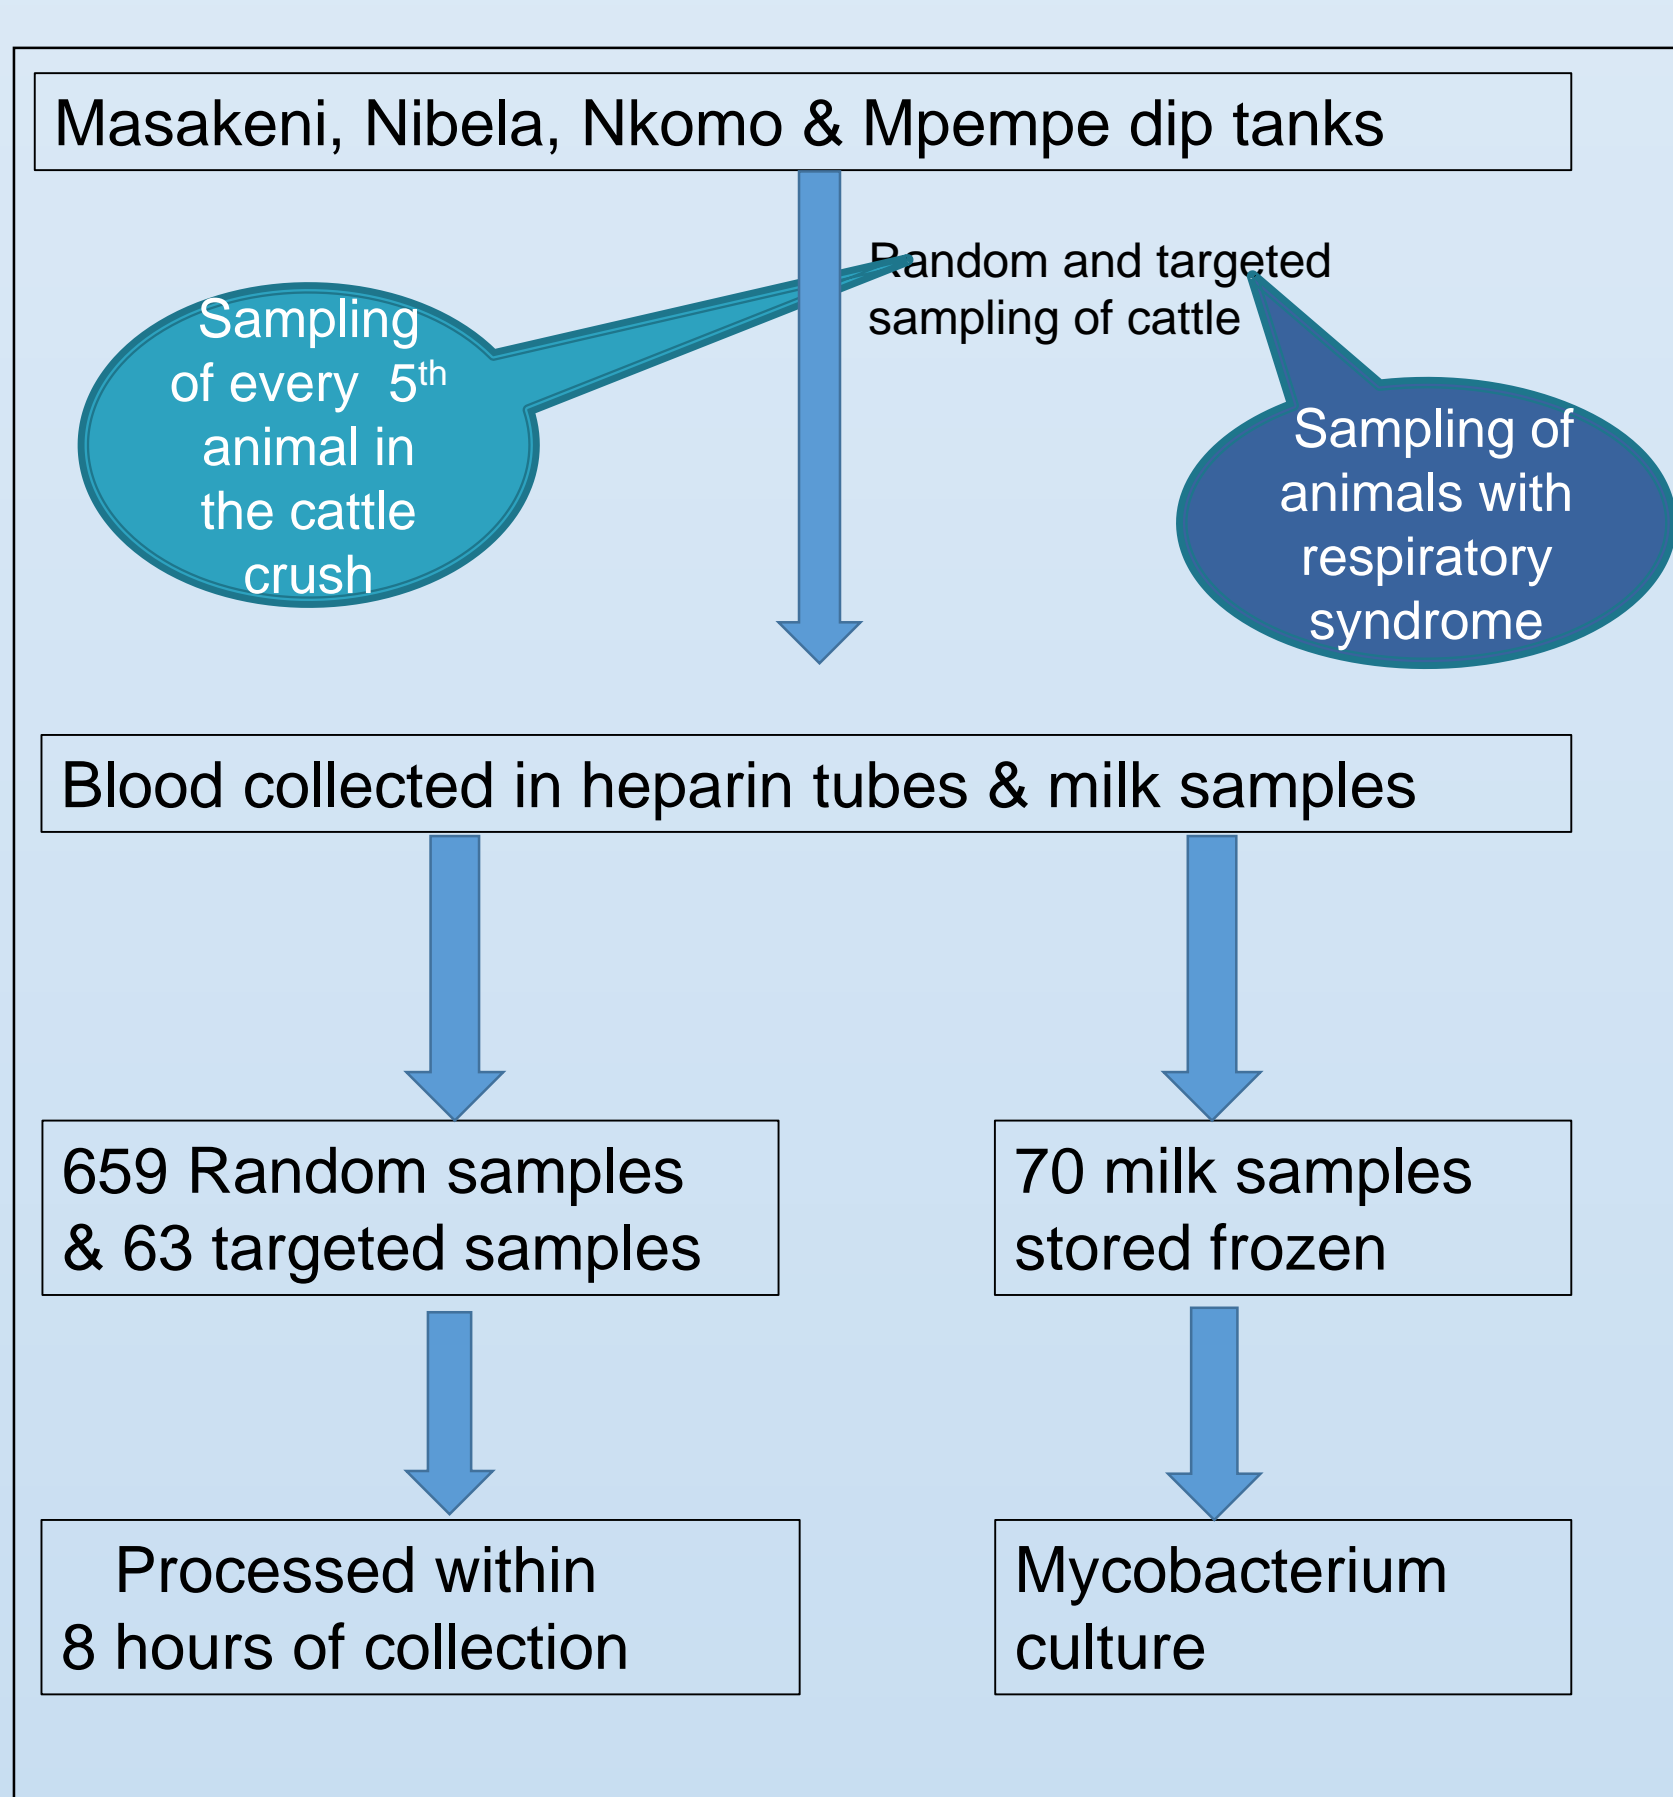 Masakeni, Nibela, Nkomo & Mpempe dip tanks
Random and targeted
sampling of cattle
Sampling
of every 5th
animal in
the cattle
crush
Sampling of
animals with
respiratory
syndrome
Blood collected in heparin tubes & milk samples
659 Random samples
& 63 targeted samples
70 milk samples
stored frozen
Processed within
8 hours of collection
Mycobacterium
culture